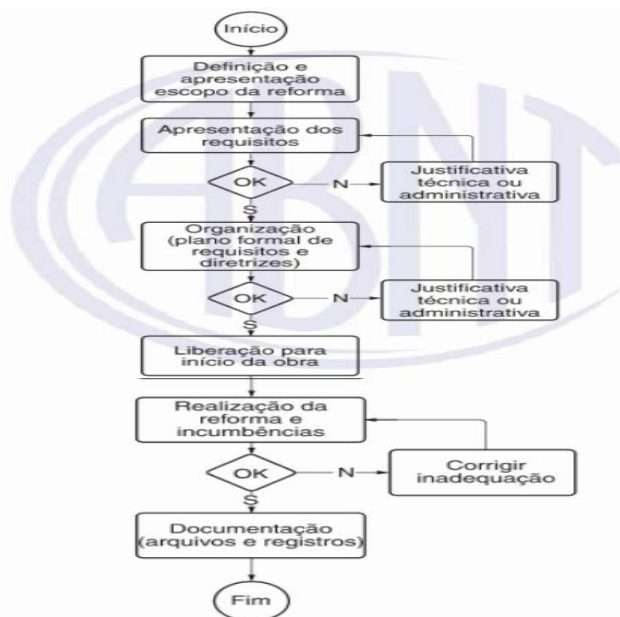 Início
Definição e
apresentação
escopo da reforma
Apresentação dos
requisitos
OK
N
Justificativa
técnica ou
administrativa
S
Organização
(plano formal de
requisitos e
diretrizes)
OK
N
Justificativa
técnica ou
administrativa
S
Liberação para
início da obra
Realização da
reforma e
incumbências
OK
N
Corrigir
inadequação
S
Documentação
(arquivos e registros)
Fim
ABNT